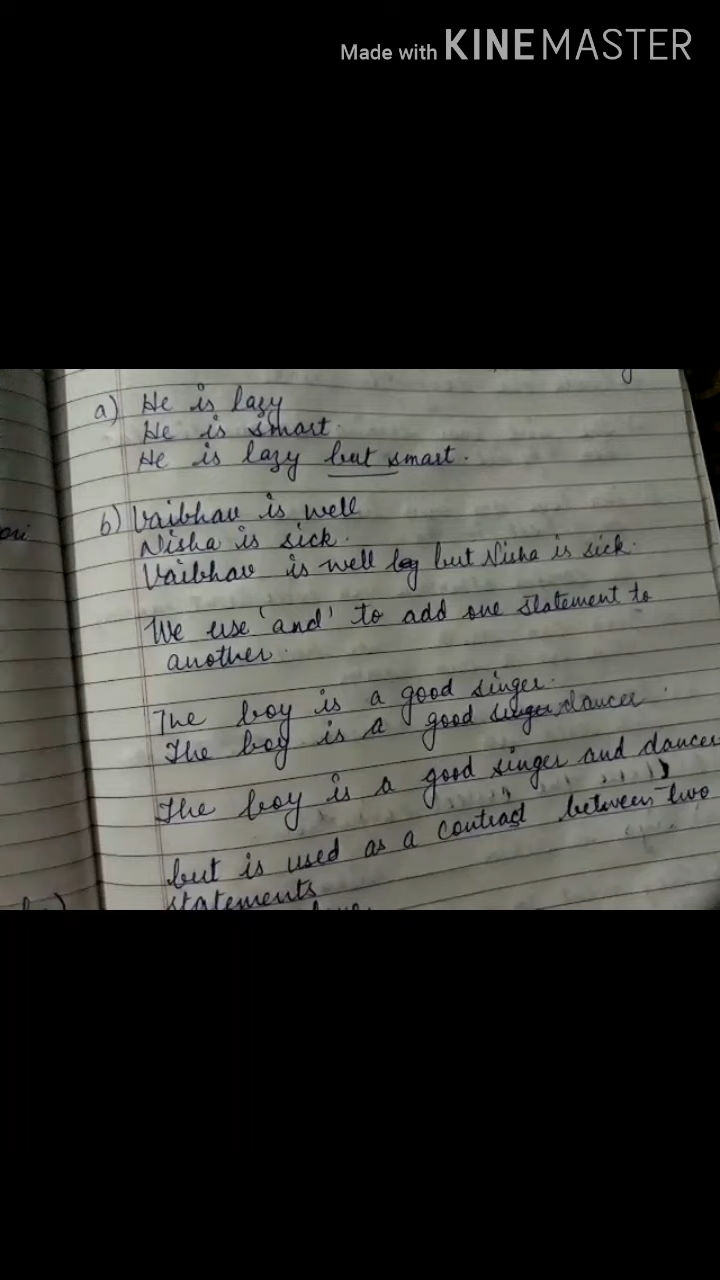 Made with KINEMASTER
a) He is lazy
He is smart.
He is lazy but smart.
b) Vaibhav is well
Nisha is sick.
Vaibhav is well but Nisha is sick.
We use 'and' to add one statement to
another.
The boy is a good singer.
The boy is a good singer dancer.
The boy is a good singer and dancer
but is used as a contrast between two
statements